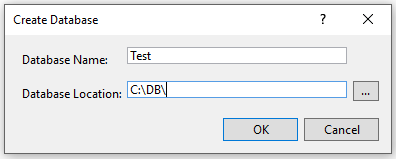 Create Database
? 
Database Name: Test
Database Location: C:\DB\ ...
OK Cancel